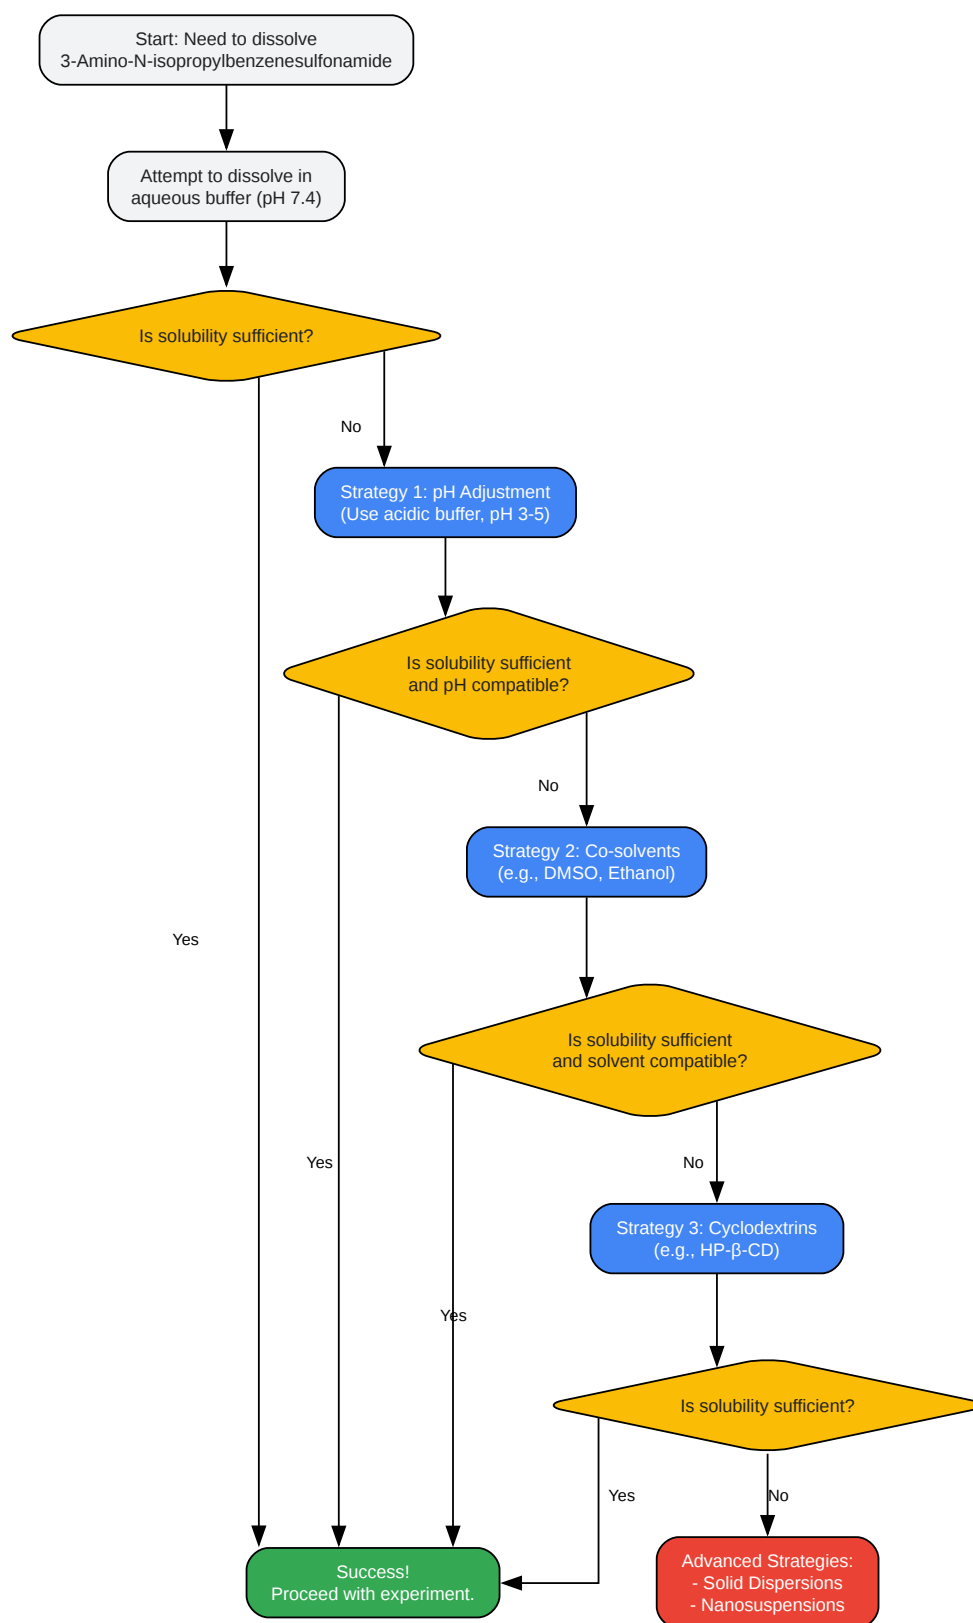 Start: Need to dissolve
3-Amino-N-isopropylbenzenesulfonamide
Attempt to dissolve in
aqueous buffer (pH 7.4)
Is solubility sufficient?
No
Strategy 1: pH Adjustment
(Use acidic buffer, pH 3-5)
Is solubility sufficient
and pH compatible?
No
Strategy 2: Co-solvents
(e.g., DMSO, Ethanol)
Yes
Is solubility sufficient
and solvent compatible?
Yes
No
Strategy 3: Cyclodextrins
(e.g., HP-β-CD)
Yes
Is solubility sufficient?
Yes
No
Success!
Proceed with experiment.
Advanced Strategies:
- Solid Dispersions
- Nanosuspensions